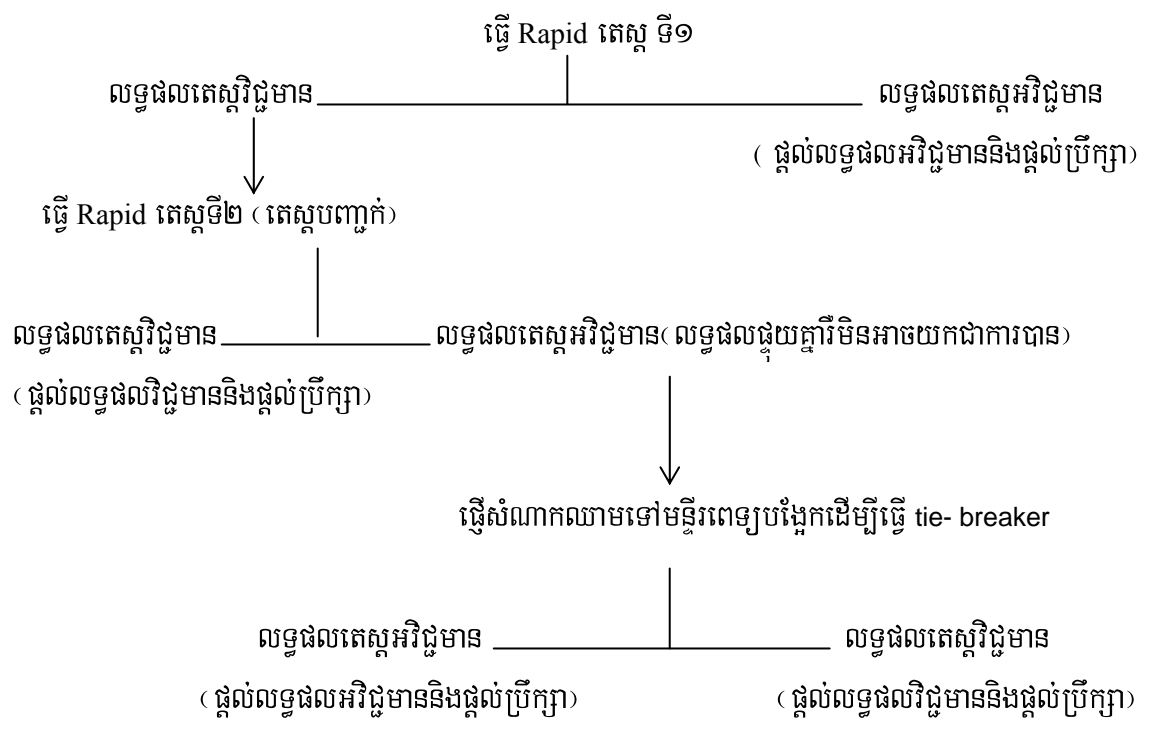 ធ្វើ Rapid តេស្ត ទី១
លទ្ធផលតេស្តវិជ្ជមាន
លទ្ធផលតេស្តអវិជ្ជមាន
( ផ្តល់លទ្ធផលអវិជ្ជមាននិងផ្តល់ប្រឹក្សា)
ធ្វើ Rapid តេស្តទី២ (តេស្តបញ្ជាក់)
លទ្ធផលតេស្តវិជ្ជមាន
លទ្ធផលតេស្តអវិជ្ជមាន(លទ្ធផលផ្ទុយគ្នារឺមិនអាចយកជាការបាន)
(ផ្តល់លទ្ធផលវិជ្ជមាននិងផ្តល់ប្រឹក្សា)
ផ្ញើសំណាកឈាមទៅមន្ទីរពេទ្យបង្អែកដើម្បីធ្វើ tie- breaker
លទ្ធផលតេស្តអវិជ្ជមាន
លទ្ធផលតេស្តវិជ្ជមាន
(ផ្តល់លទ្ធផលអវិជ្ជមាននិងផ្តល់ប្រឹក្សា)
(ផ្តល់លទ្ធផលវិជ្ជមាននិងផ្តល់ប្រឹក្សា)